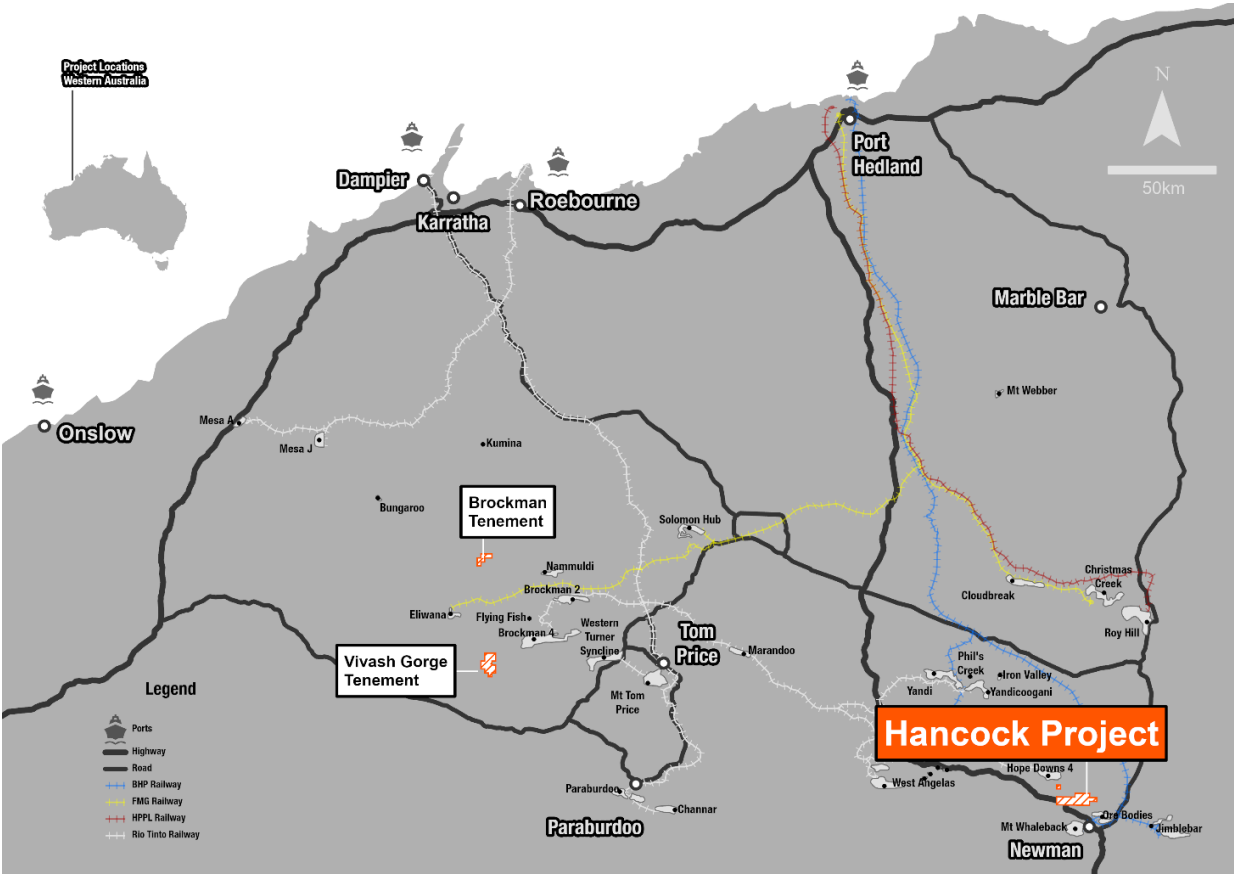 Project Locations
Western Australia
N
50km
Port
Hedland
Dampier
Karratha
Roebourne
Marble Bar
Mt Webber
Onslow
Mesa A
Mesa J
Kumina
Bungaroo
Brockman
Tenement
Solomon Hub
Nammuldi
Brockman 2
Eliwana
Flying Fish
Brockman 4
Western
Turner
Syncline
Cloudbreak
Christmas
Creek
Roy Hill
Tom
Price
Marandoo
Vivash Gorge
Tenement
Mt Tom
Price
Phil's
Creek
Iron Valley
Yandi
Yandicoogani
Hancock Project
Hope Downs 4
West Angelas
Paraburdoo
Channar
Paraburdoo
Ore Bodies
Mt Whaleback
Jimblebar
Newman
Legend
Ports
Highway
Road
BHP Railway
FMG Railway
HPPL Railway
Rio Tinto Railway